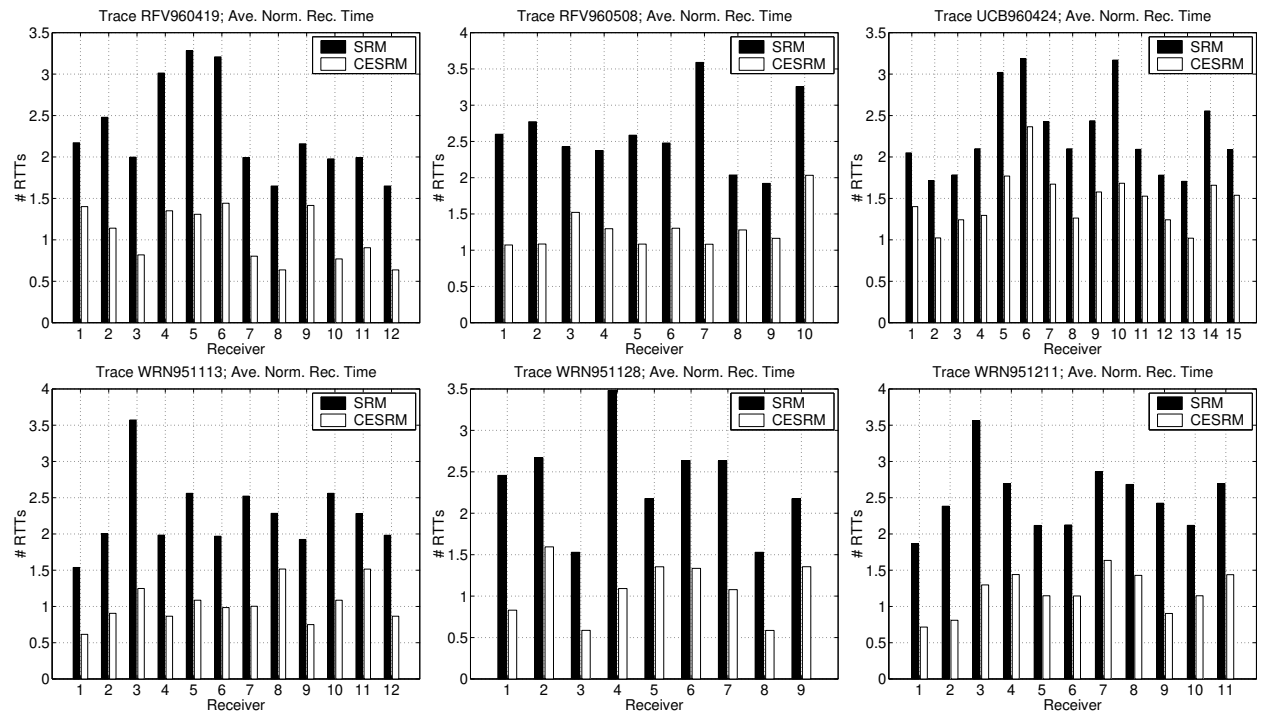 Trace RFV960419; Ave. Norm. Rec. Time
3.5
3
2.5
2
1.5
1
0.5
0
# RTTs
SRM
CESRM
1 2 3 4 5 6 7 8 9 10 11 12
Receiver
Trace RFV960508; Ave. Norm. Rec. Time
4
3.5
3
2.5
2
1.5
1
0.5
0
# RTTs
SRM
CESRM
1 2 3 4 5 6 7 8 9 10
Receiver
Trace UCB960424; Ave. Norm. Rec. Time
3.5
3
2.5
2
1.5
1
0.5
0
# RTTs
SRM
CESRM
1 2 3 4 5 6 7 8 9 10 11 12 13 14 15
Receiver
Trace WRN951113; Ave. Norm. Rec. Time
4
3.5
3
2.5
2
1.5
1
0.5
0
# RTTs
SRM
CESRM
1 2 3 4 5 6 7 8 9 10 11 12
Receiver
Trace WRN951128; Ave. Norm. Rec. Time
3.5
3
2.5
2
1.5
1
0.5
0
# RTTs
SRM
CESRM
1 2 3 4 5 6 7 8 9
Receiver
Trace WRN951211; Ave. Norm. Rec. Time
4
3.5
3
2.5
2
1.5
1
0.5
0
# RTTs
SRM
CESRM
1 2 3 4 5 6 7 8 9 10 11
Receiver